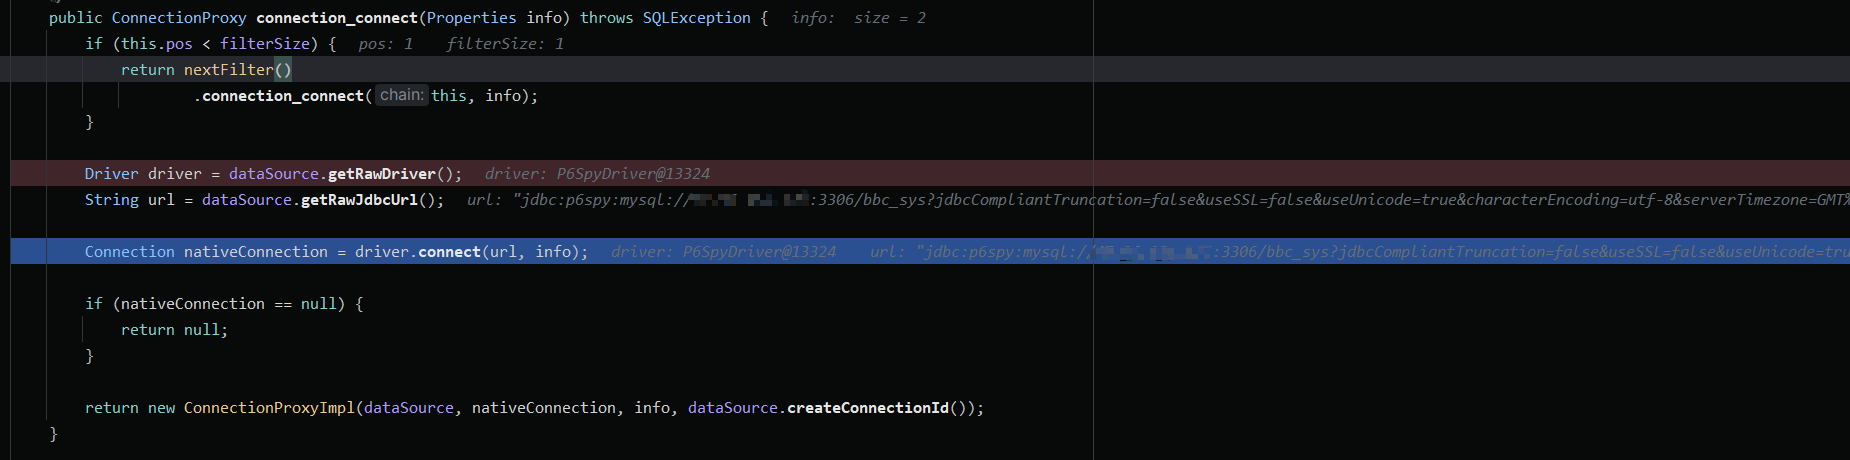 public ConnectionProxy connection_connect(Properties info) throws SQLException {   info:  size = 2
if (this.pos < filterSize) {   pos: 1    filterSize: 1
return nextFilter()
.connection_connect( chain: this, info);
}
Driver driver = dataSource.getRawDriver();   driver: P6SpyDriver@13324
String url = dataSource.getRawJdbcUrl();   url: "jdbc:p6spy:mysql:// :3306/bbc_sys?jdbcCompliantTruncation=false&useSSL=false&useUnicode=true&characterEncoding=utf-8&serverTimezone=GMT%
Connection nativeConnection = driver.connect(url, info);   driver: P6SpyDriver@13324    url: "jdbc:p6spy:mysql:// :3306/bbc_sys?jdbcCompliantTruncation=false&useSSL=false&useUnicode=tru
if (nativeConnection == null) {
return null;
}
return new ConnectionProxyImpl(dataSource, nativeConnection, info, dataSource.createConnectionId());
}